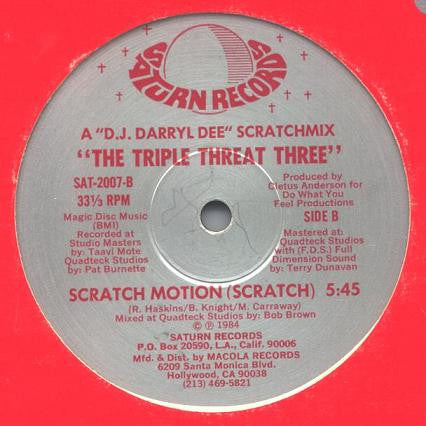 SATURN RECORDS
A "D.J. DARRYL DEE" SCRATCHMIX
"THE TRIPLE THREAT THREE"
SAT-2007-B
33⅓ RPM
Magic Disc Music
(BMI)
Recorded at
Studio Masters
by: Taavi Mote
Quadteck Studios
by: Pat Burnette
Produced by
Cletus Anderson for
Do What You
Feel Productions
SIDE B
Mastered at:
Quadteck Studios
with (F.D.S.) Full
Dimension Sound
by: Terry Dunavan
SCRATCH MOTION (SCRATCH) 5:45
(R. Haskins/B. Knight/M. Carraway)
Mixed at Quadteck Studios by: Bob Brown
© ℗ 1984
SATURN RECORDS
P.O. Box 20590, L.A., Calif. 90006
Mfd. & Dist. by MACOLA RECORDS
6209 Santa Monica Blvd.
Hollywood, CA 90038
(213) 469-5821